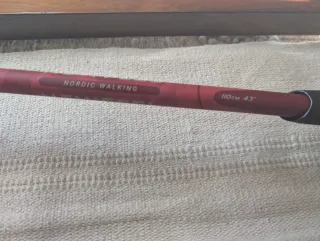 NORDIC WALKING
110cm 43"